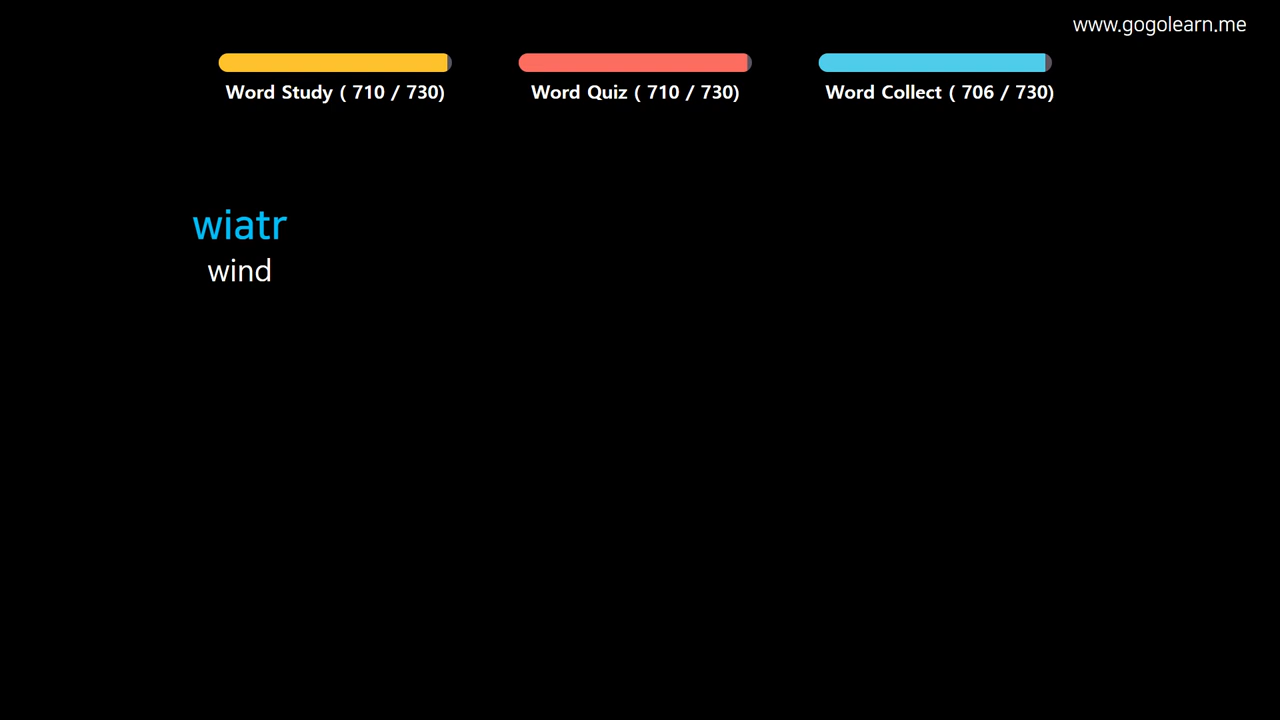 www.gogolearn.me
Word Study ( 710 / 730)
Word Quiz ( 710 / 730)
Word Collect ( 706 / 730)
wiatr
wind